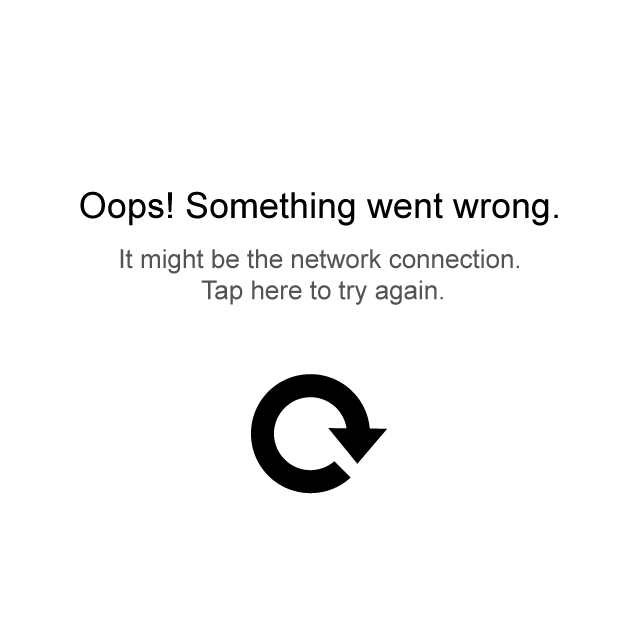 Oops! Something went wrong.
It might be the network connection.
Tap here to try again.